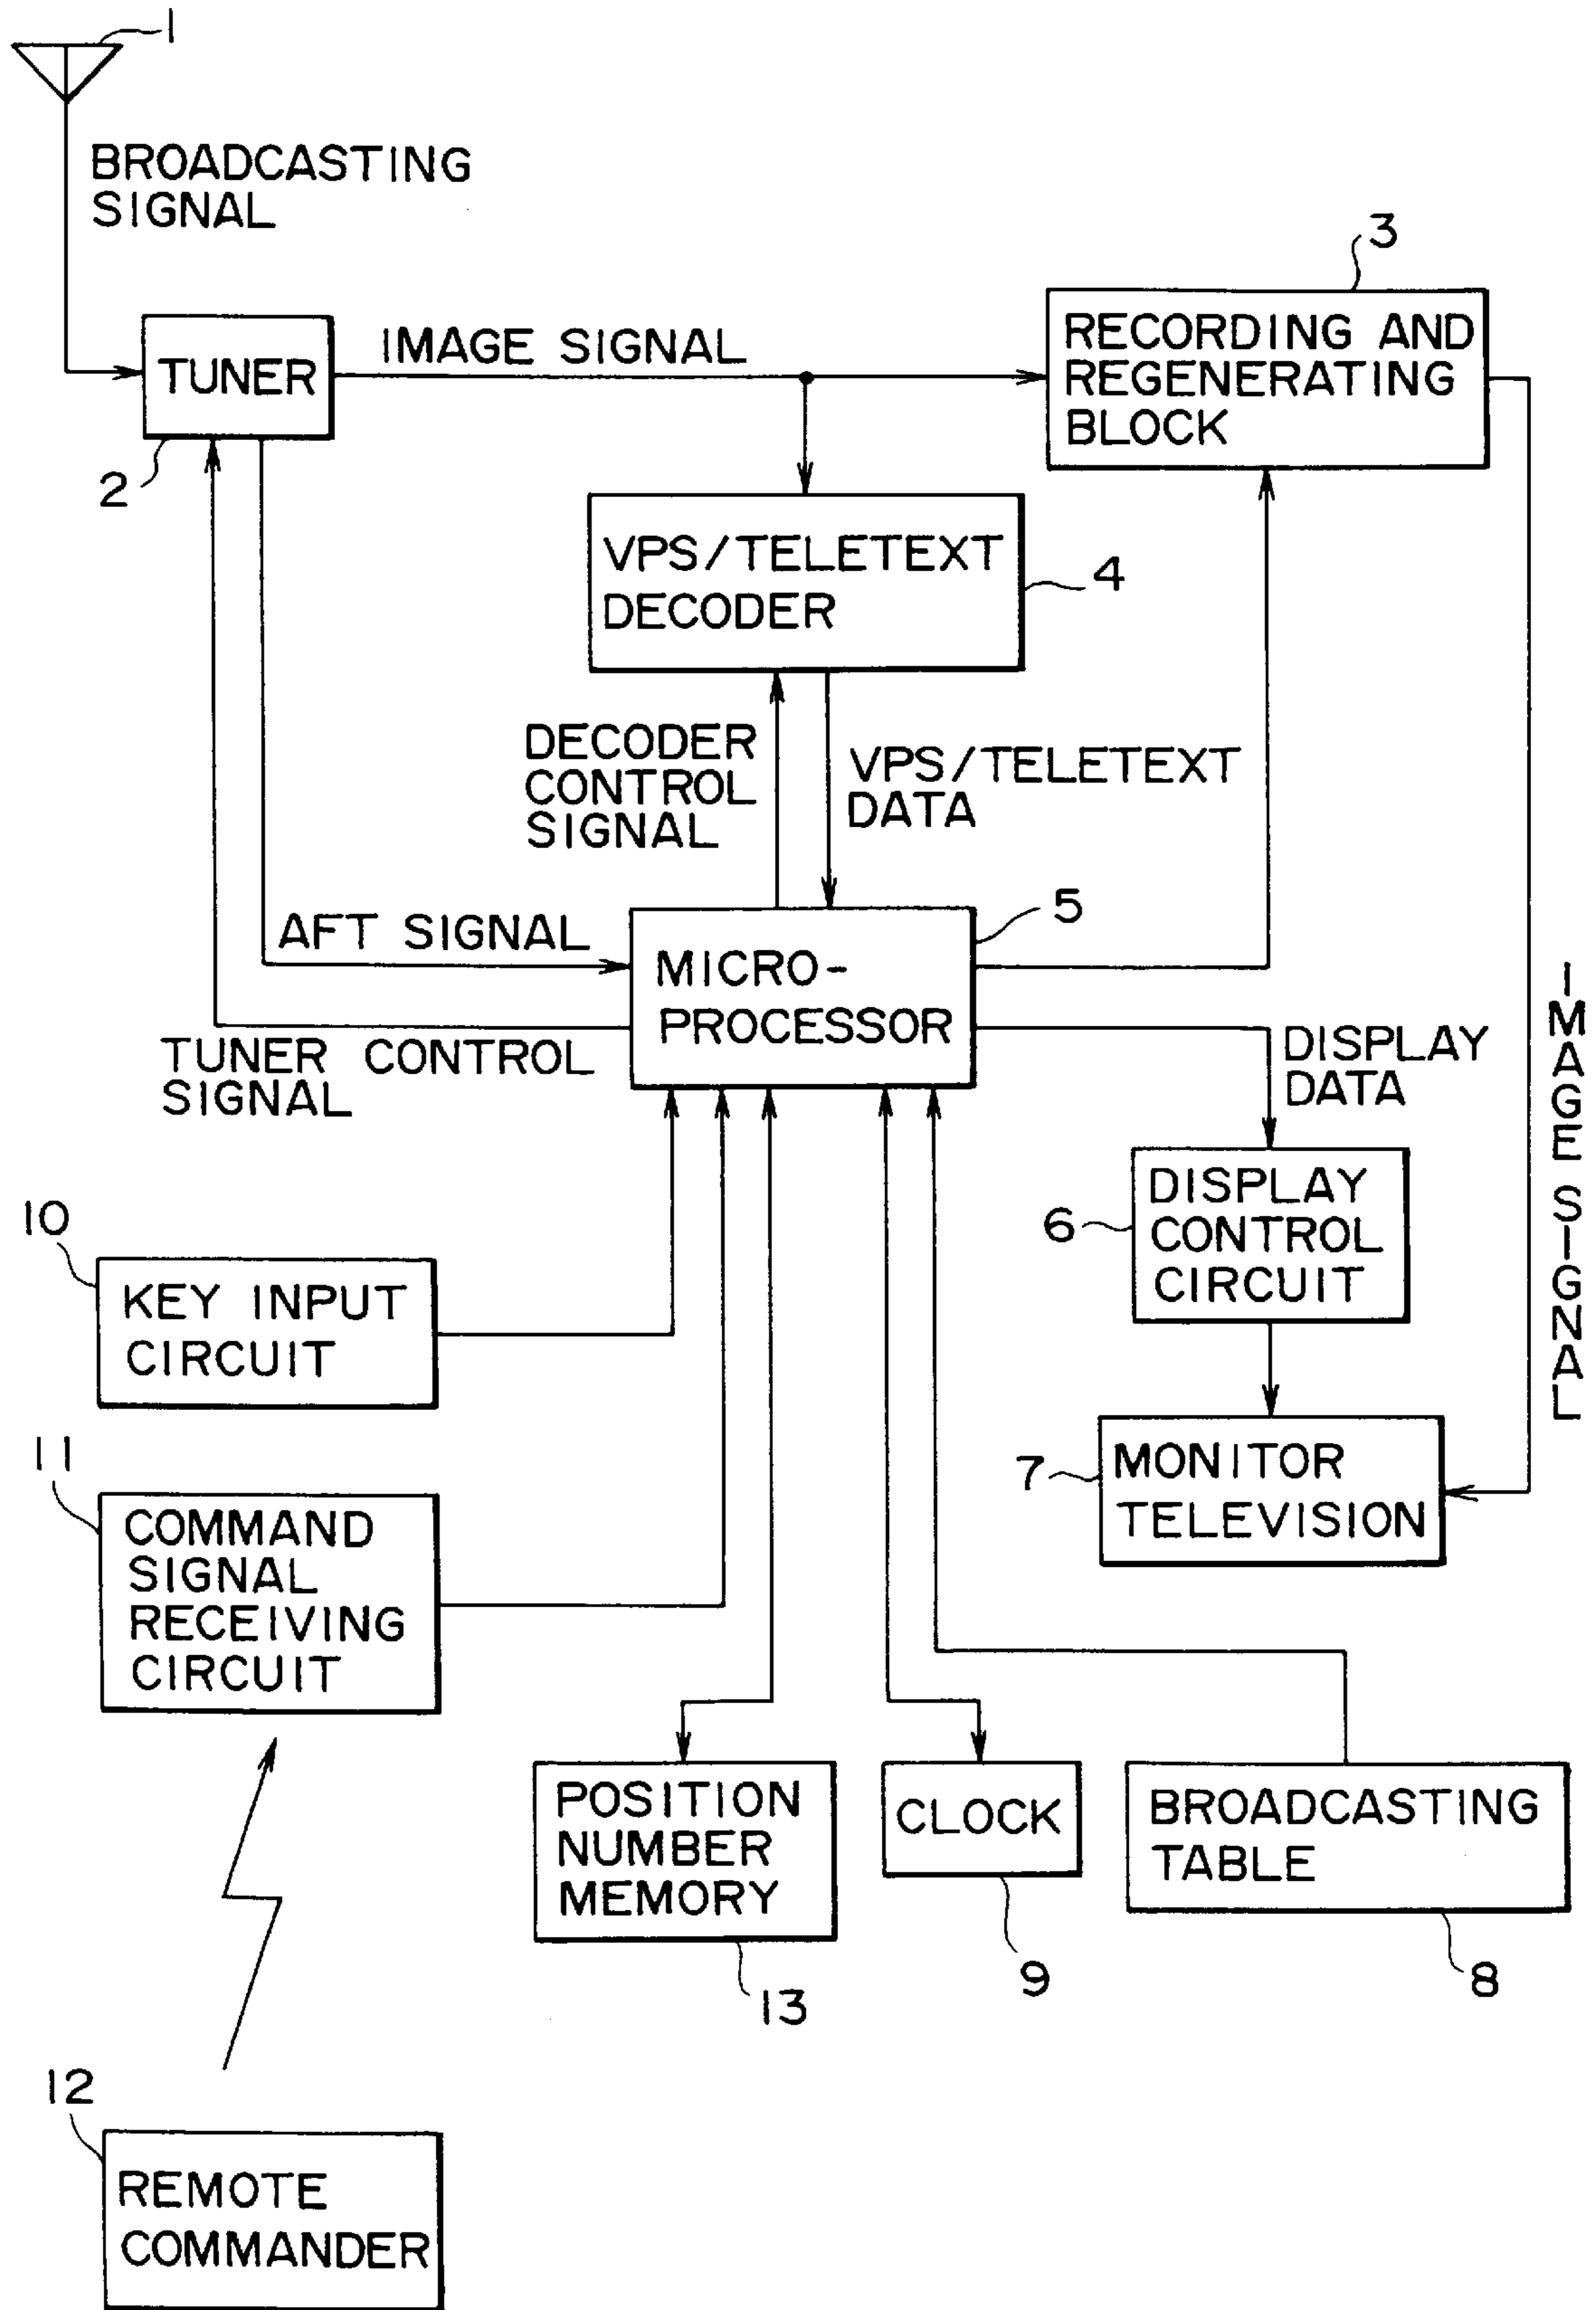 1
BROADCASTING
SIGNAL
3
TUNER
2
IMAGE SIGNAL
RECORDING AND
REGENERATING
BLOCK
VPS/TELETEXT
DECODER
4
DECODER
CONTROL
SIGNAL
VPS/TELETEXT
DATA
AFT SIGNAL
5
MICRO-
PROCESSOR
TUNER CONTROL
SIGNAL
DISPLAY
DATA
IMAGE SIGNAL
10
KEY INPUT
CIRCUIT
6
DISPLAY
CONTROL
CIRCUIT
11
COMMAND
SIGNAL
RECEIVING
CIRCUIT
7
MONITOR
TELEVISION
POSITION
NUMBER
MEMORY
13
CLOCK
9
BROADCASTING
TABLE
8
12
REMOTE
COMMANDER